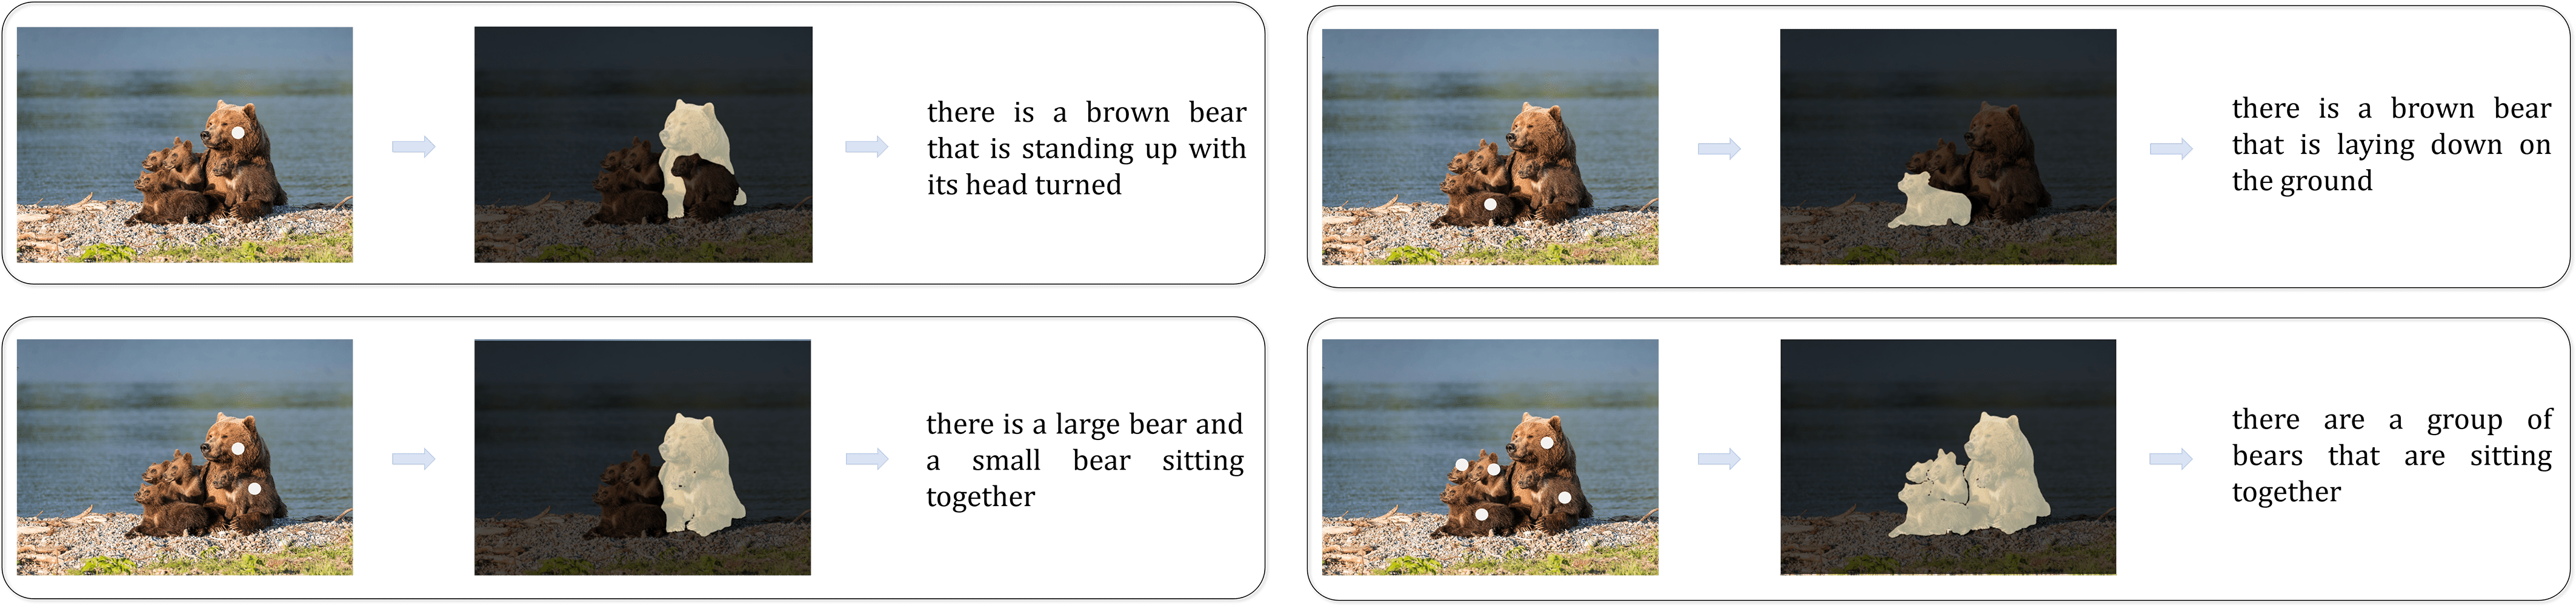 there is a brown bear
that is standing up with
its head turned
there is a brown bear
that is laying down on
the ground
there is a large bear and
a small bear sitting
together
there are a group of
bears that are sitting
together